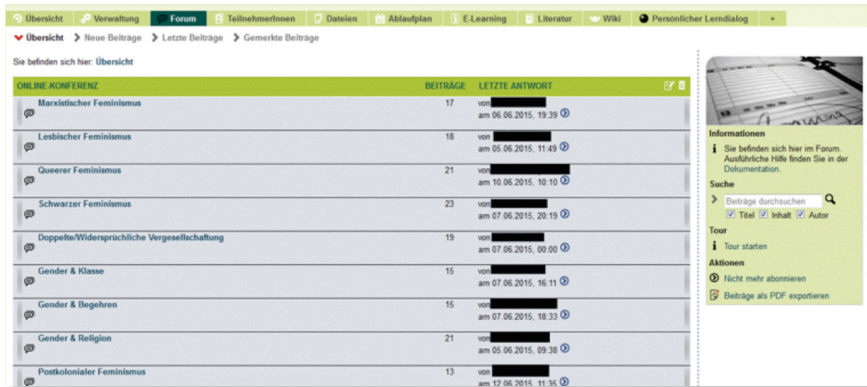 Übersicht Verwaltung Forum TeilnehmerInnen Dateien Ablaufplan E-Learning Literatur Wiki Persönlicher Lerndialog +
Übersicht Neue Beiträge Letzte Beiträge Gemerkte Beiträge
Sie befinden sich hier: Übersicht
ONLINE-KONFERENZ BEITRÄGE LETZTE ANTWORT
Marxistischer Feminismus 17 von
am 06.06.2015, 19:39
Lesbischer Feminismus 18 von
am 05.06.2015, 11:49
Queerer Feminismus 21 von
am 10.06.2015, 10:10
Schwarzer Feminismus 23 von
am 07.06.2015, 20:19
Doppelte/Widersprüchliche Vergesellschaftung 19 von
am 07.06.2015, 00:00
Gender & Klasse 15 von
am 07.06.2015, 16:11
Gender & Begehren 15 von
am 07.06.2015, 18:33
Gender & Religion 21 von
am 05.06.2015, 09:38
Postkolonialer Feminismus 13 von
am 12.06.2015, 11:35
Informationen
Sie befinden sich hier im Forum.
Ausführliche Hilfe finden Sie in der
Dokumentation.
Suche
Beiträge durchsuchen
Titel Inhalt Autor
Tour
Tour starten
Aktionen
Nicht mehr abonnieren
Beiträge als PDF exportieren